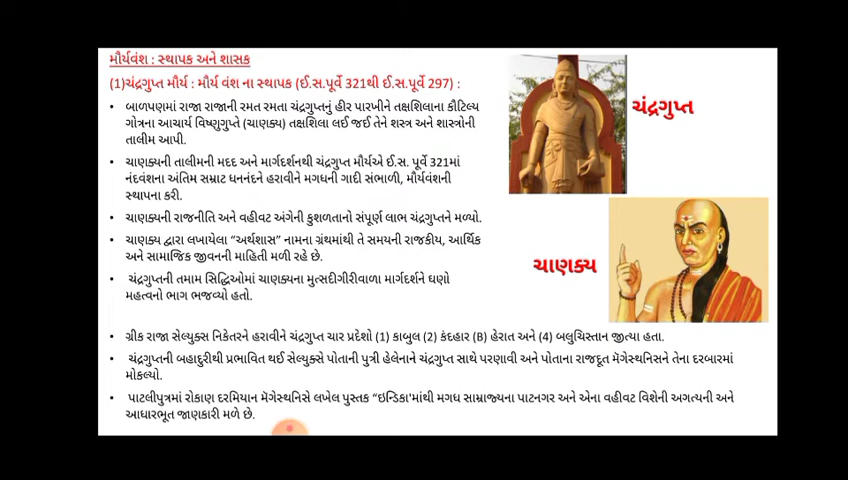 મૌર્યવંશ : સ્થાપક અને શાસક
(1)ચંદ્રગુપ્ત મૌર્ય : મૌર્ય વંશ ના સ્થાપક (ઈ.સ.પૂર્વે 321થી ઈ.સ.પૂર્વે 297) :
• બાળપણમાં રાજા રાજાની રમત રમતા ચંદ્રગુપ્તનું હીર પારખીને તક્ષશિલાના કૌટિલ્ય
ગોત્રના આચાર્ય વિષ્ણુગુપ્તે (ચાણક્ય) તક્ષશિલા લઈ જઈ તેને શસ્ત્ર અને શાસ્ત્રોની
તાલીમ આપી.
• ચાણક્યની તાલીમની મદદ અને માર્ગદર્શનથી ચંદ્રગુપ્ત મૌર્યએ ઈ.સ. પૂર્વે 321માં
નંદવંશના અંતિમ સમ્રાટ ધનનંદને હરાવીને મગધની ગાદી સંભાળી, મૌર્યવંશની
સ્થાપના કરી.
• ચાણક્યની રાજનીતિ અને વહીવટ અંગેની કુશળતાનો સંપૂર્ણ લાભ ચંદ્રગુપ્તને મળ્યો.
• ચાણક્ય દ્વારા લખાયેલા “અર્થશાસ” નામના ગ્રંથમાંથી તે સમયની રાજકીય, આર્થિક
અને સામાજિક જીવનની માહિતી મળી રહે છે.
• ચંદ્રગુપ્તની તમામ સિદ્ધિઓમાં ચાણક્યના મુત્સદીગીરીવાળા માર્ગદર્શને ઘણો
મહત્વનો ભાગ ભજવ્યો હતો.
ચંદ્રગુપ્ત
ચાણક્ય
• ગ્રીક રાજા સેલ્યુક્સ નિકેતરને હરાવીને ચંદ્રગુપ્ત ચાર પ્રદેશો (1) કાબુલ (2) કંદહાર (B) હેરાત અને (4) બલુચિસ્તાન જીત્યા હતા.
• ચંદ્રગુપ્તની બહાદુરીથી પ્રભાવિત થઈ સેલ્યુક્સે પોતાની પુત્રી હેલેનાને ચંદ્રગુપ્ત સાથે પરણાવી અને પોતાના રાજદૂત મૅગેસ્થનિસને તેના દરબારમાં
મોકલ્યો.
• પાટલીપુત્રમાં રોકાણ દરમિયાન મૅગેસ્થનિસે લખેલ પુસ્તક “ઇન્ડિકા'માંથી મગધ સામ્રાજ્યના પાટનગર અને એના વહીવટ વિશેની અગત્યની અને
આધારભૂત જાણકારી મળે છે.